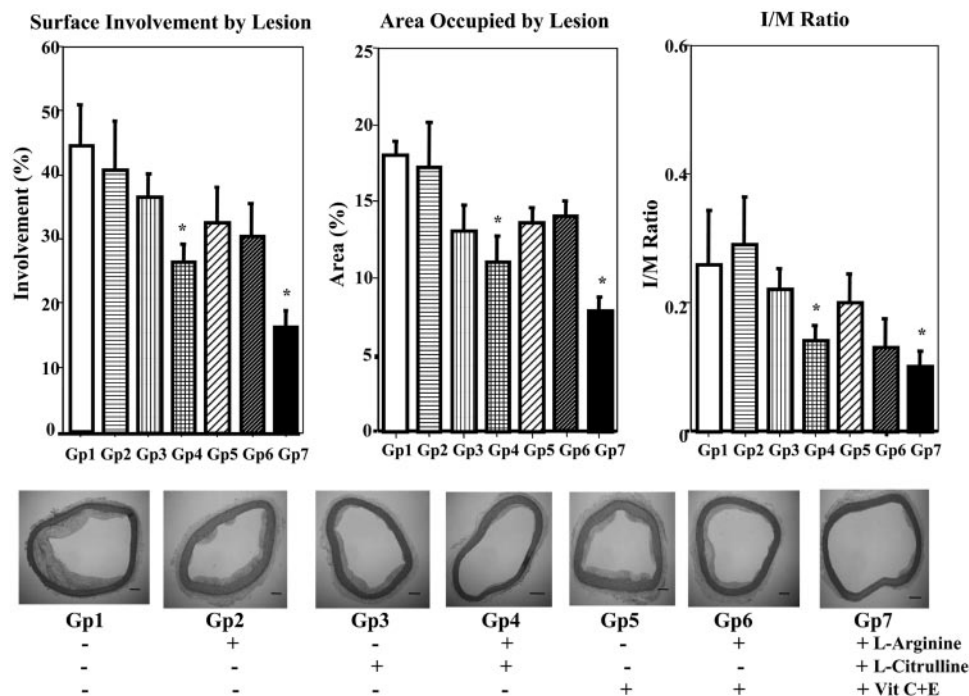 Surface Involvement by Lesion
Area Occupied by Lesion
I/M Ratio
Involvement (%)
60
50
40
30
20
10
0
*
*
Gp1 Gp2 Gp3 Gp4 Gp5 Gp6 Gp7
Area (%)
25
20
15
10
5
0
*
*
Gp1 Gp2 Gp3 Gp4 Gp5 Gp6 Gp7
I/M Ratio
0.6
0.4
0.2
0
*
*
Gp1 Gp2 Gp3 Gp4 Gp5 Gp6 Gp7
Gp1 Gp2 Gp3 Gp4 Gp5 Gp6 Gp7
- + - + - + + L-Arginine
- - + + - - + L-Citrulline
- - - - + + + Vit C+E